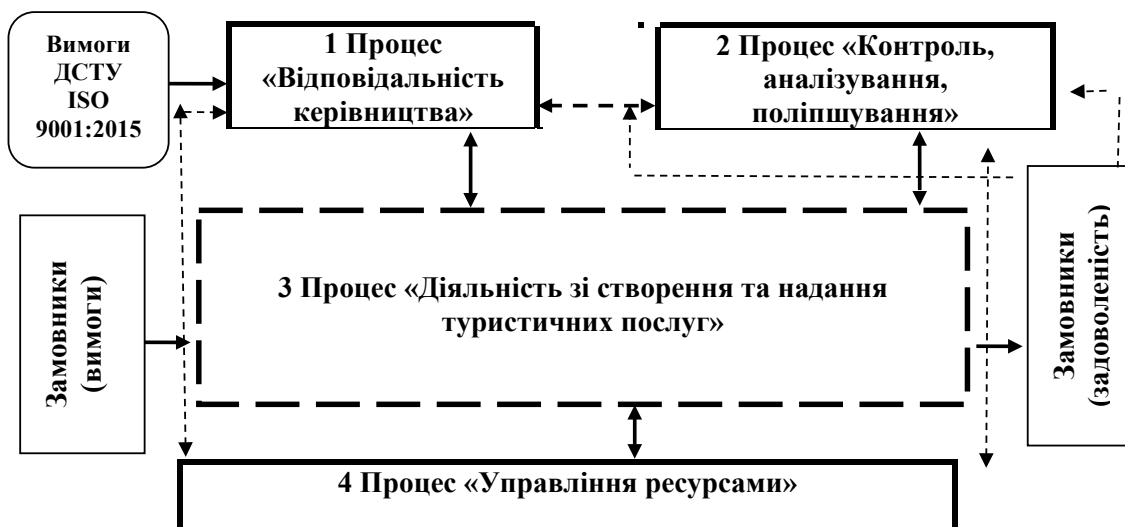 Вимоги
ДСТУ
ISO
9001:2015
1 Процес
«Відповідальність
керівництва»
2 Процес «Контроль,
аналізування,
поліпшування»
Замовники
(вимоги)
3 Процес «Діяльність зі створення та надання
туристичних послуг»
Замовники
(задоволеність)
4 Процес «Управління ресурсами»